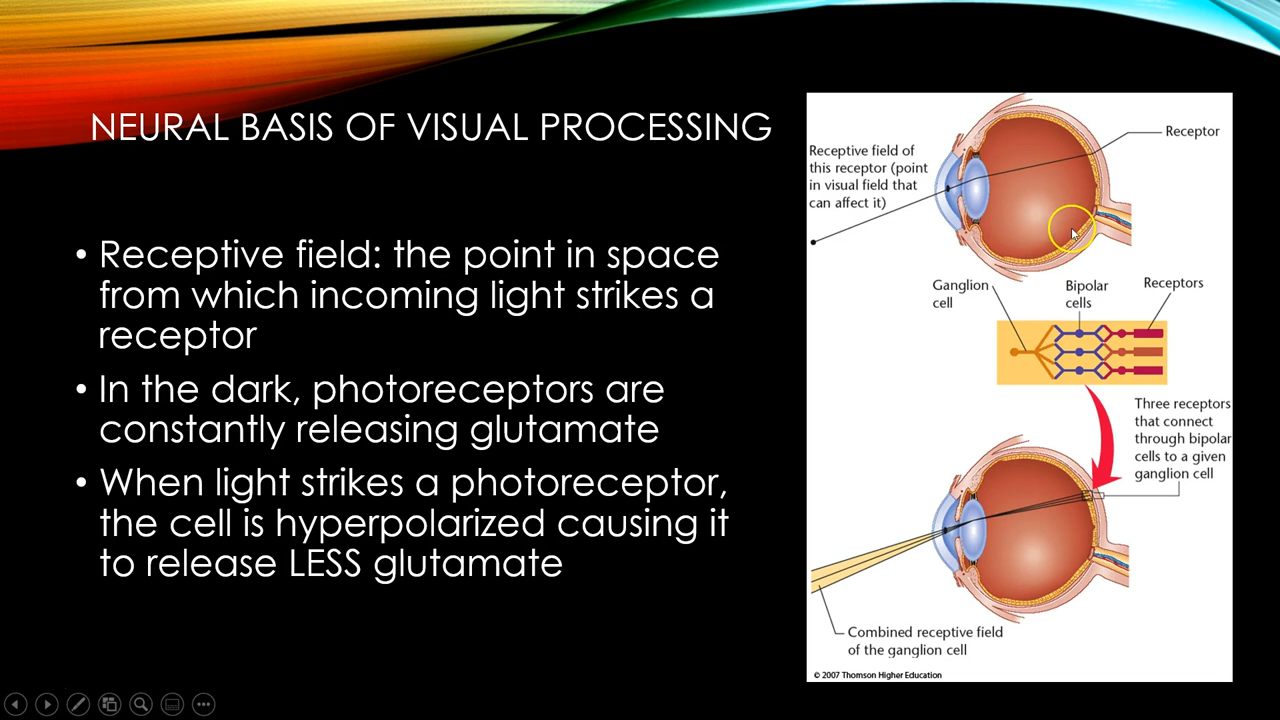 NEURAL BASIS OF VISUAL PROCESSING
• Receptive field: the point in space
from which incoming light strikes a
receptor
• In the dark, photoreceptors are
constantly releasing glutamate
• When light strikes a photoreceptor,
the cell is hyperpolarized causing it
to release LESS glutamate
Receptor
Receptive field of
this receptor (point
in visual field that
can affect it)
Ganglion
cell
Bipolar
cells
Receptors
Three receptors
that connect
through bipolar
cells to a given
ganglion cell
Combined receptive field
of the ganglion cell
© 2007 Thomson Higher Education